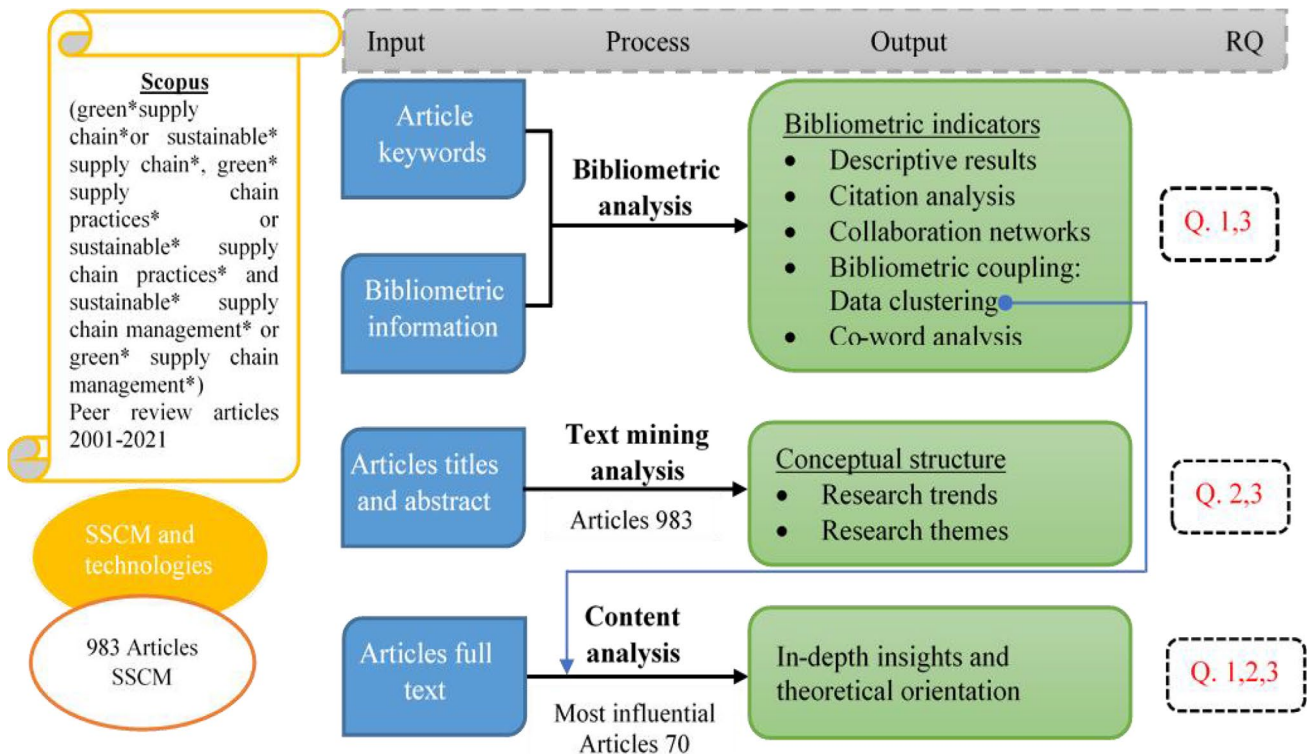 Input Process Output RQ
Scopus
(green*supply
chain*or sustainable*
supply chain*, green*
supply chain
practices* or
sustainable* supply
chain practices* and
sustainable* supply
chain management* or
green* supply chain
management*)
Peer review articles
2001-2021
SSCM and
technologies
983 Articles
SSCM
Article
keywords
Bibliometric
information
Bibliometric
analysis
Bibliometric indicators
• Descriptive results
• Citation analysis
• Collaboration networks
• Bibliometric coupling:
Data clustering
• Co-word analysis
Q. 1,3
Articles titles
and abstract
Text mining
analysis
Articles 983
Conceptual structure
• Research trends
• Research themes
Q. 2,3
Articles full
text
Content
analysis
Most influential
Articles 70
In-depth insights and
theoretical orientation
Q. 1,2,3